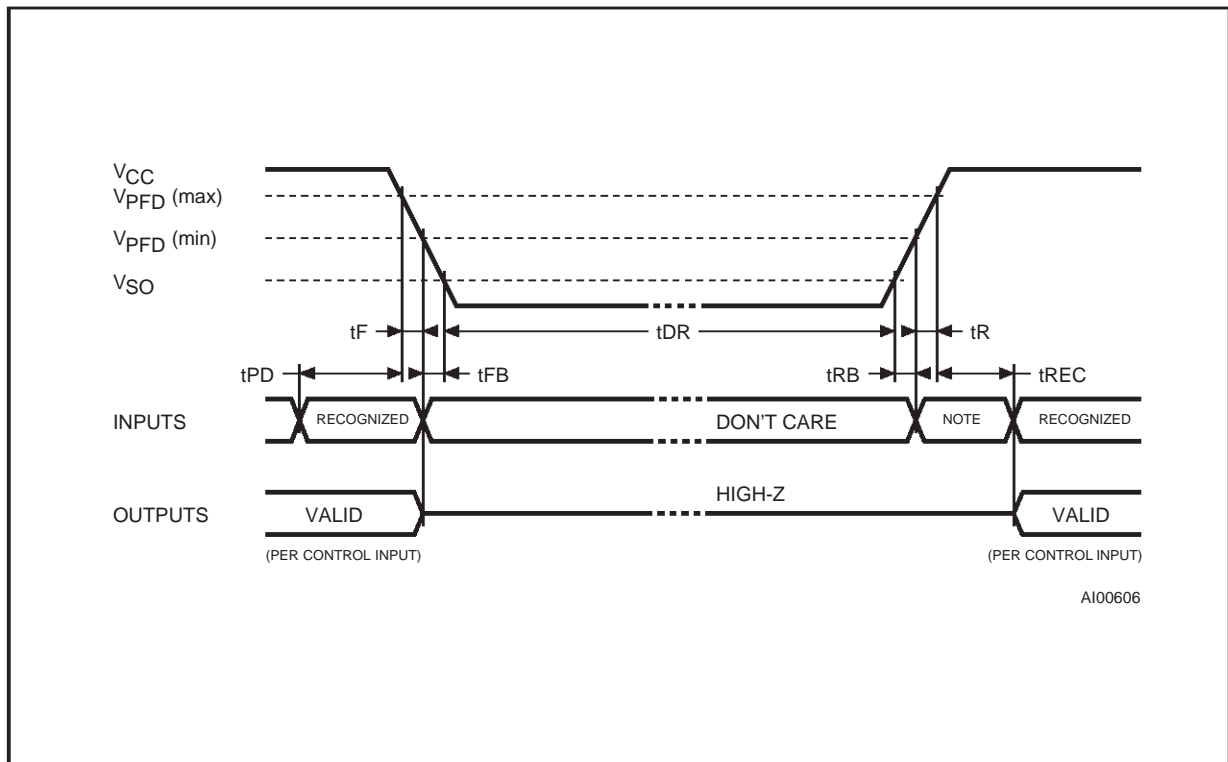 VCC
VPFD (max)
VPFD (min)
VSO
tF
tDR
tR
tPD
tFB
tRB
tREC
INPUTS
RECOGNIZED
DON'T CARE
NOTE
RECOGNIZED
HIGH-Z
OUTPUTS
VALID
VALID
(PER CONTROL INPUT)
(PER CONTROL INPUT)
AI00606